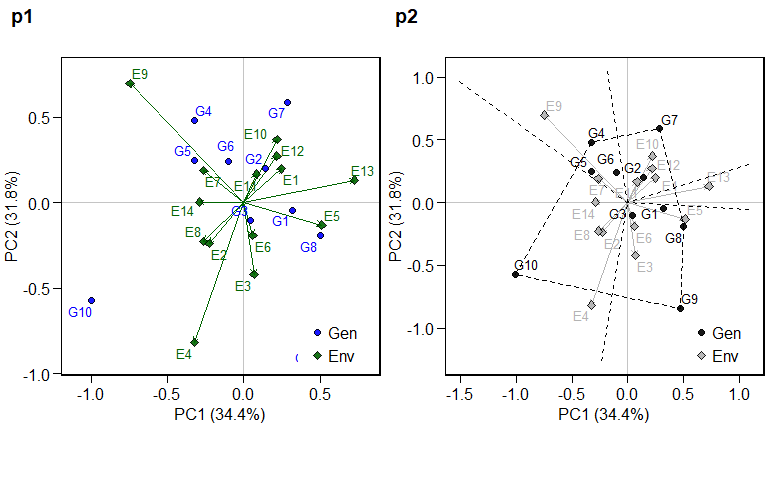 p1
p2
E9
G4
G7
G5
G6
E10
E12
G2
E7
E11
E1
E13
E14
G3
G1
E5
E8
E2
E6
G8
E3
G10
E4
0.5
0.0
-0.5
-1.0
PC2 (31.8%)
Gen
Env
-1.0
-0.5
0.0
0.5
PC1 (34.4%)
E9
G4
G7
G5
G6
E10
E12
G2
E7
E13
E14
G3
G1
E5
E8
E2
E6
G8
G10
E3
E4
G9
1.0
0.5
0.0
-0.5
-1.0
PC2 (31.8%)
Gen
Env
-1.5
-1.0
-0.5
0.0
0.5
1.0
PC1 (34.4%)